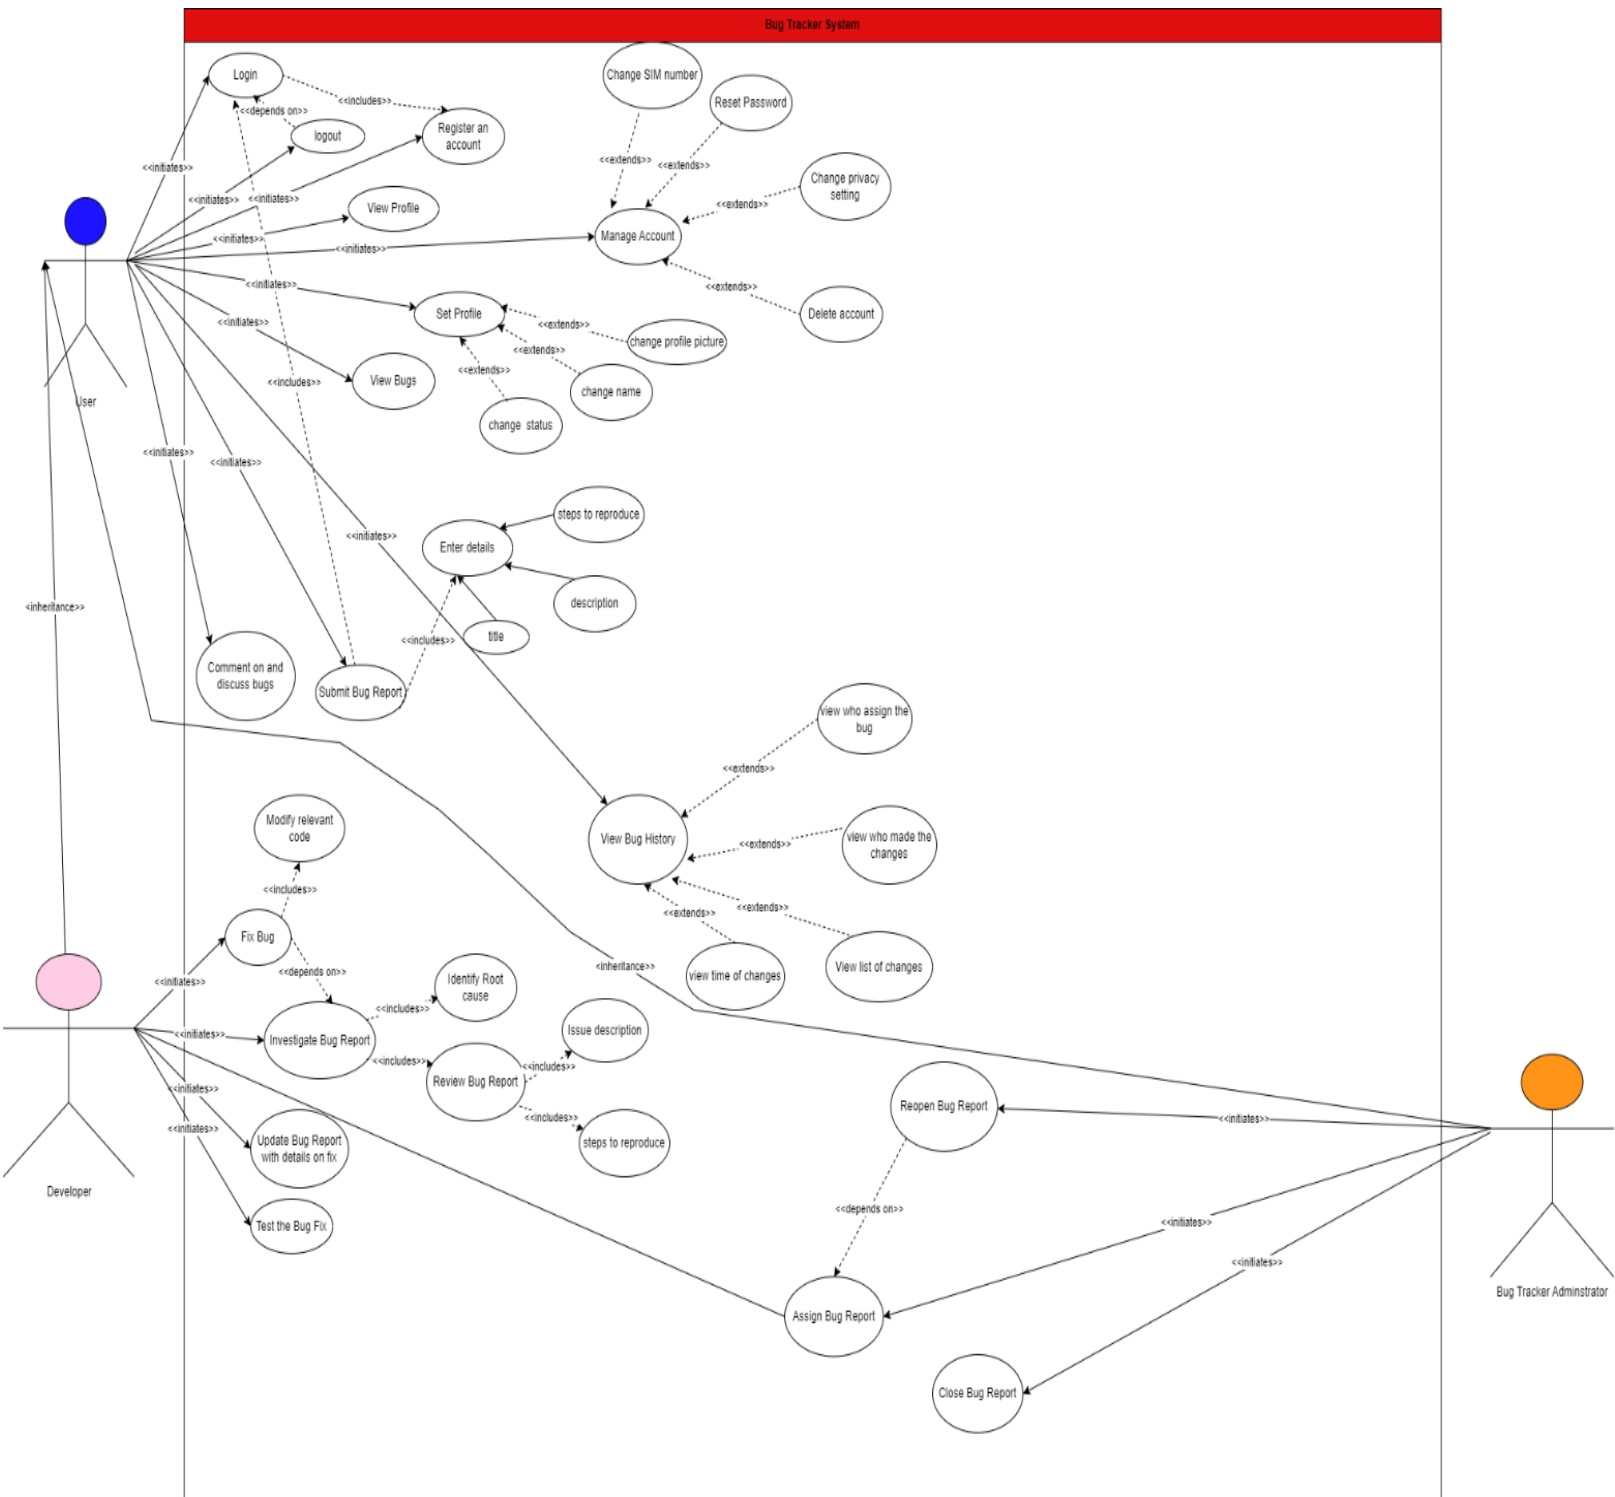 Bug Tracker System
Login
<<includes>>
<<depends on>>
logout
Register an
account
Change SIM number
Reset Password
<<extends>>
<<extends>>
Change privacy
setting
<<extends>>
<<initiates>>
<<initiates>>
<<initiates>>
View Profile
<<initiates>>
<<initiates>>
Manage Account
<<extends>>
Delete account
<<initiates>>
Set Profile
<<extends>>
change profile picture
<<extends>>
change name
<<extends>>
change status
<<initiates>>
View Bugs
<<includes>>
User
<<initiates>>
<<initiates>>
<<initiates>>
steps to reproduce
Enter details
description
title
<<includes>>
<inheritance>>
Comment on and
discuss bugs
Submit Bug Report
view who assign the
bug
<<extends>>
View Bug History
view who made the
changes
<<extends>>
<<extends>>
View list of changes
<<extends>>
view time of changes
Modify relevant
code
<<includes>>
Fix Bug
<<initiates>>
<<depends on>>
<inheritance>>
Identify Root
cause
<<includes>>
<<initiates>>
Investigate Bug Report
<<includes>>
Review Bug Report
Issue description
<<includes>>
<<includes>>
steps to reproduce
<<initiates>>
<<initiates>>
Update Bug Report
with details on fix
Test the Bug Fix
Developer
Reopen Bug Report
<<initiates>>
<<depends on>>
<<initiates>>
<<initiates>>
Assign Bug Report
Close Bug Report
Bug Tracker Adminstrator